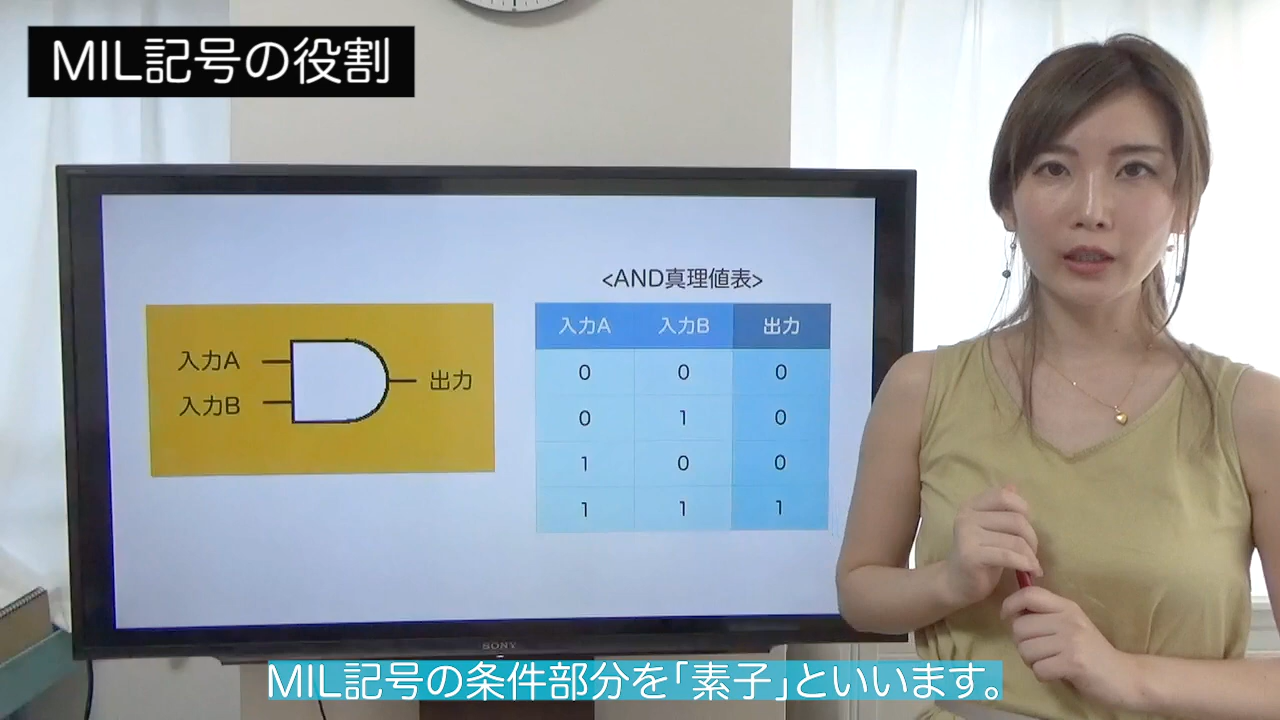 MIL記号の役割
<AND真理値表>
入力A 入力B 出力
0 0 0
0 1 0
1 0 0
1 1 1
入力A
入力B
出力
SONY
MIL記号の条件部分を「素子」といいます。